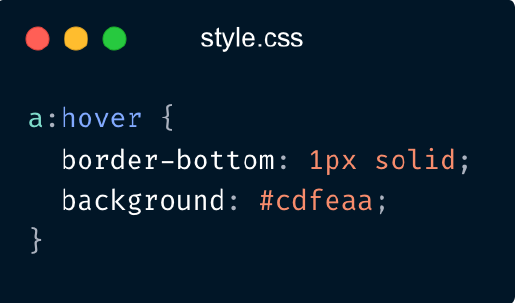 style.css
a:hover {
  border-bottom: 1px solid;
  background: #cdfeaa;
}